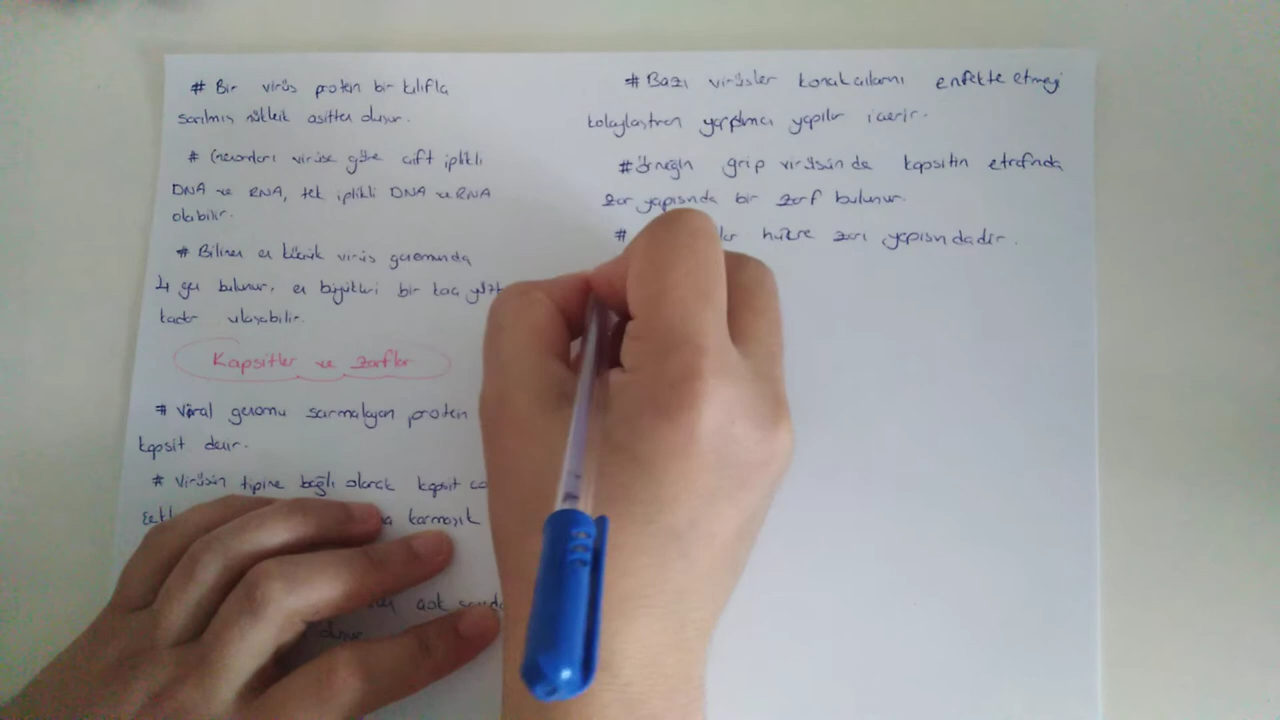 # Bir virüs protein bir kılıfla
sarılmış nükleik asitten oluşur.
# Genomları virüse göre çift iplikli
DNA ve RNA, tek iplikli DNA ve RNA
olabilir.
# Bilinen en küçük virüs genomunda
4 gen bulunur, en büyükleri bir kaç yüz
kadar ulaşabilir.
Kapsitler ve zarflar
# Viral genomu sarmalayan protein
kapsit denir.
# Virüsün tipine bağlı olarak kapsit
karmaşık
çok sayıda
oluşur
# Bazı virüsler konakçılarını enfekte etmeyi
kolaylaştıran yardımcı yapılar içerir.
# Örneğin grip virüsünde kapsitin etrafında
zar yapısında bir zarf bulunur.
# hücre zarı yapısındadır.